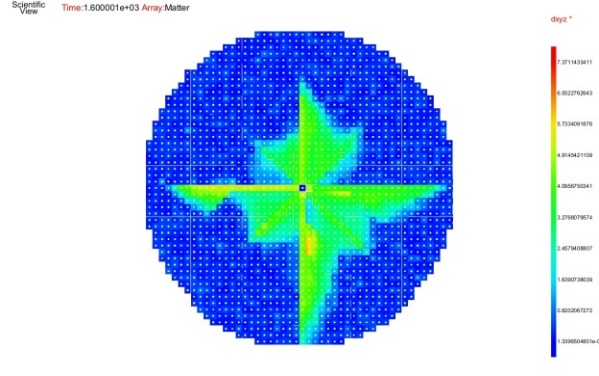 Scientific
View
Time:1.600001e+03 Array:Matter
dxyz *
7.3711433411
6.5522762643
5.7334091876
4.9145421109
4.0956750341
3.2768079574
2.4579408807
1.6390738039
0.8202067272